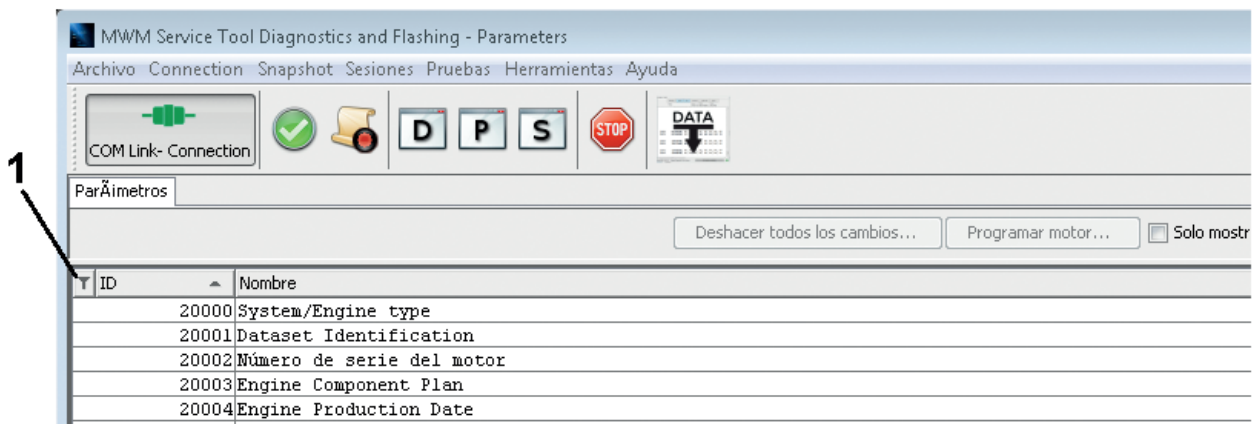 MWM Service Tool Diagnostics and Flashing - Parameters
Archivo Connection Snapshot Sesiones Pruebas Herramientas Ayuda
COM Link- Connection
D P S STOP DATA
1
ParÃimetros
Deshacer todos los cambios... Programar motor... Solo mostr
ID Nombre
20000 System/Engine type
20001 Dataset Identification
20002 Número de serie del motor
20003 Engine Component Plan
20004 Engine Production Date